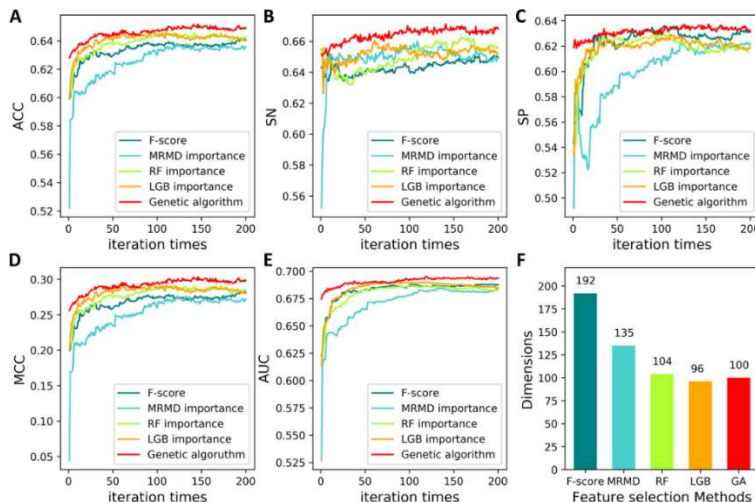 A
ACC
0.64
0.62
0.60
0.58
0.56
0.54
0.52
F-score
MRMD importance
RF importance
LGB importance
Genetic algorithm
0 50 100 150 200
iteration times
B
SN
0.66
0.64
0.62
0.60
0.58
0.56
F-score
MRMD importance
RF importance
LGB importance
Genetic algorithm
0 50 100 150 200
iteration times
C
SP
0.64
0.62
0.60
0.58
0.56
0.54
0.52
0.50
F-score
MRMD importance
RF importance
LGB importance
Genetic algorithm
0 50 100 150 200
iteration times
D
MCC
0.30
0.25
0.20
0.15
0.10
0.05
F-score
MRMD importance
RF importance
LGB importance
Genetic algoruthm
0 50 100 150 200
iteration times
E
AUC
0.700
0.675
0.650
0.625
0.600
0.575
0.550
0.525
F-score
MRMD importance
RF importance
LGB importance
Genetic algorithm
0 50 100 150 200
iteration times
F
Dimensions
200
175
150
125
100
75
50
25
0
192
135
104
96
100
F-score MRMD RF LGB GA
Feature selection Methods